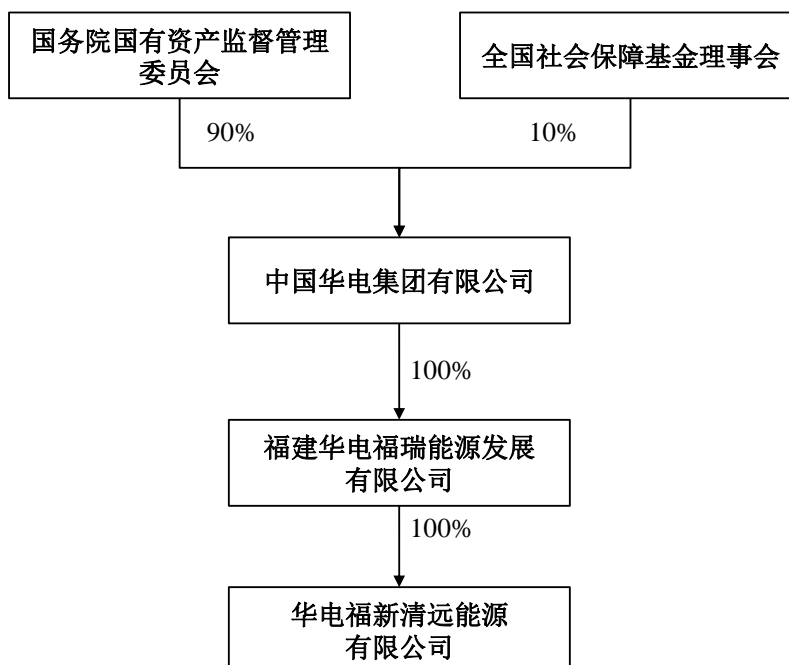 国务院国有资产监督管理
委员会
全国社会保障基金理事会
90%
10%
中国华电集团有限公司
100%
福建华电福瑞能源发展
有限公司
100%
华电福新清远能源
有限公司